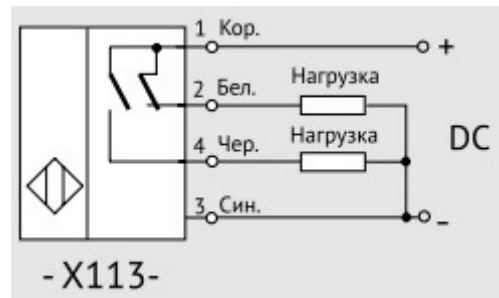 1 Кор.
+
2 Бел.
Нагрузка
4 Чер.
Нагрузка
DC
3 Син.
-
- X113-